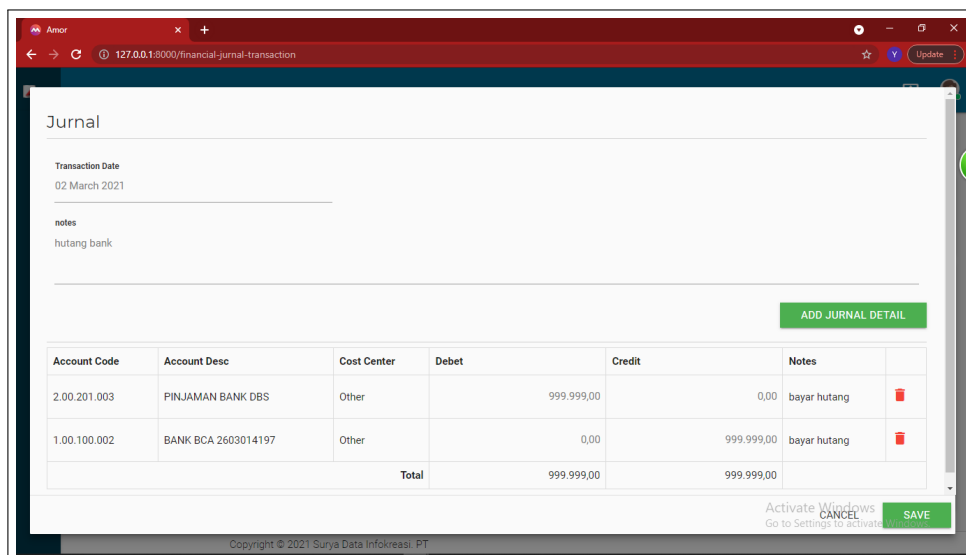 Amor
127.0.0.1:8000/financial-jurnal-transaction
Y
Update
Jurnal
Transaction Date
02 March 2021
notes
hutang bank
ADD JURNAL DETAIL
Account Code Account Desc Cost Center Debet Credit Notes
2.00.201.003 PINJAMAN BANK DBS Other 999.999,00 0,00 bayar hutang
1.00.100.002 BANK BCA 2603014197 Other 0,00 999.999,00 bayar hutang
Total 999.999,00 999.999,00
Activate Windows
CANCEL SAVE
Go to Settings to activate Windows.
Copyright © 2021 Surya Data Infokreasi. PT